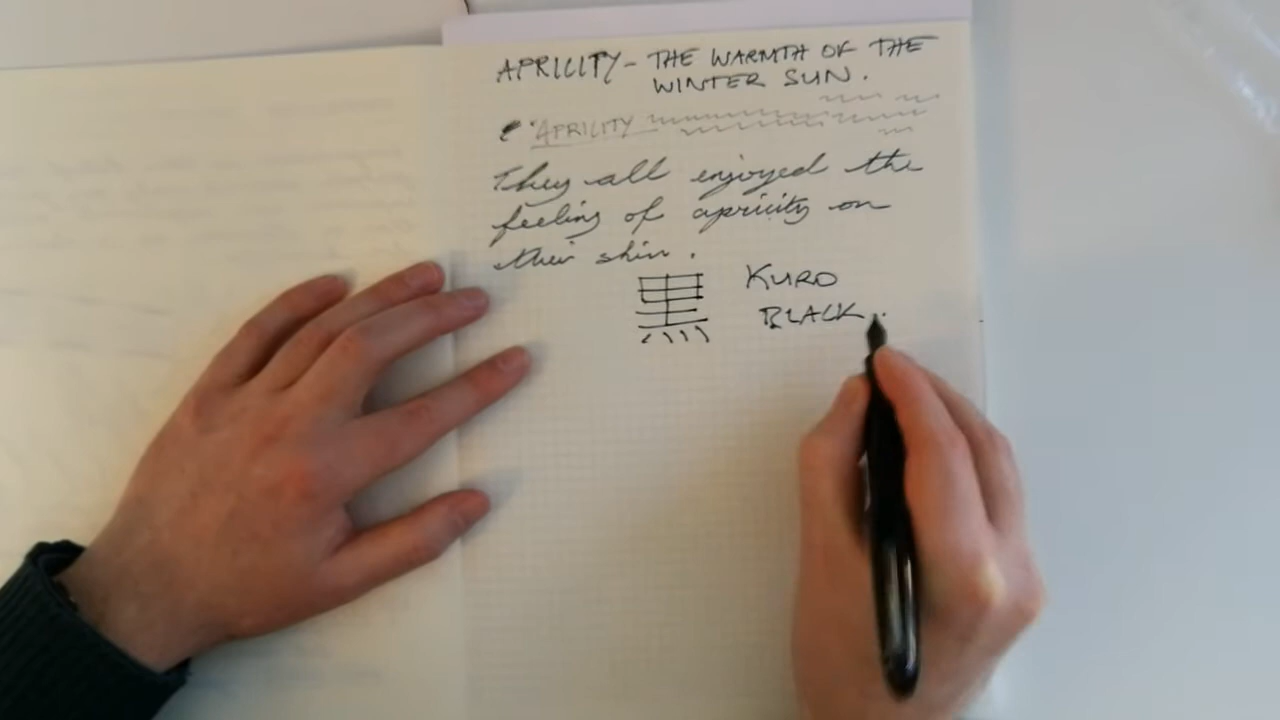 APRICITY - THE WARMTH OF THE
WINTER SUN.
APRICITY
They all enjoyed the
feeling of apricity on
their skin.
黒 KURO
BLACK.